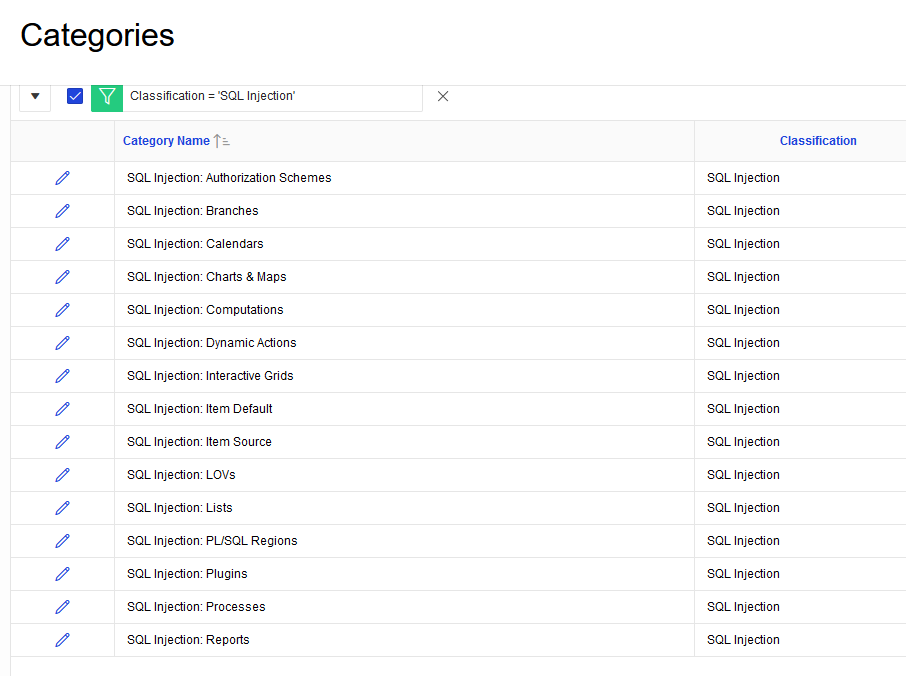 Categories
Classification = 'SQL Injection'
Category Name Classification
SQL Injection: Authorization Schemes SQL Injection
SQL Injection: Branches SQL Injection
SQL Injection: Calendars SQL Injection
SQL Injection: Charts & Maps SQL Injection
SQL Injection: Computations SQL Injection
SQL Injection: Dynamic Actions SQL Injection
SQL Injection: Interactive Grids SQL Injection
SQL Injection: Item Default SQL Injection
SQL Injection: Item Source SQL Injection
SQL Injection: LOVs SQL Injection
SQL Injection: Lists SQL Injection
SQL Injection: PL/SQL Regions SQL Injection
SQL Injection: Plugins SQL Injection
SQL Injection: Processes SQL Injection
SQL Injection: Reports SQL Injection